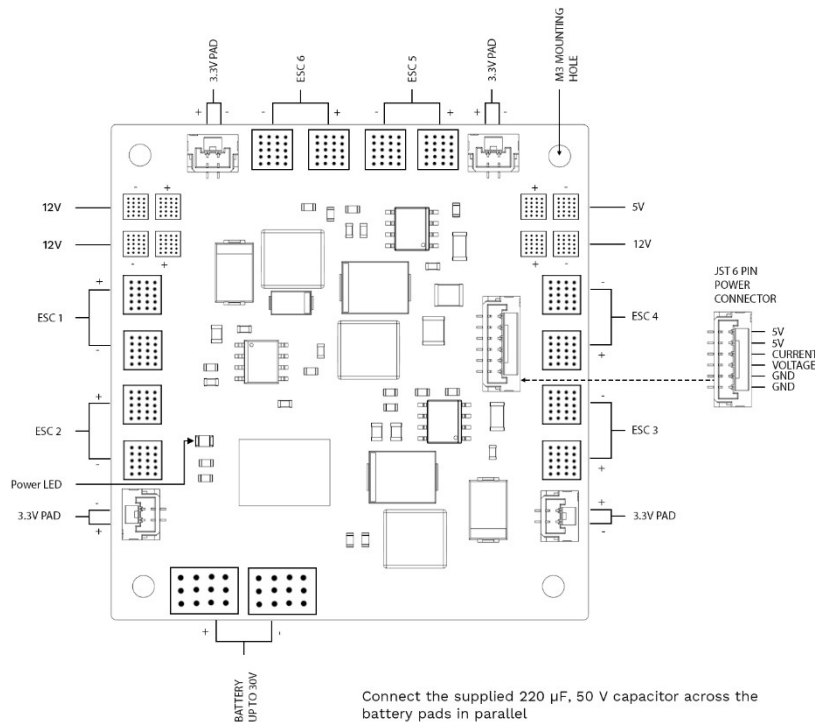 3.3V PAD
ESC 6
ESC 5
3.3V PAD
M3 MOUNTING
HOLE
+ -
- +
- +
+ -
12V
- +
+ -
5V
12V
- +
+ -
12V
JST 6 PIN
POWER
CONNECTOR
5V
5V
CURRENT
VOLTAGE
GND
GND
+
ESC 1
-
-
ESC 4
+
+
ESC 2
-
-
ESC 3
+
Power LED
-
3.3V PAD
+
+
3.3V PAD
-
+ -
BATTERY
UP TO 30V
Connect the supplied 220 µF, 50 V capacitor across the
battery pads in parallel